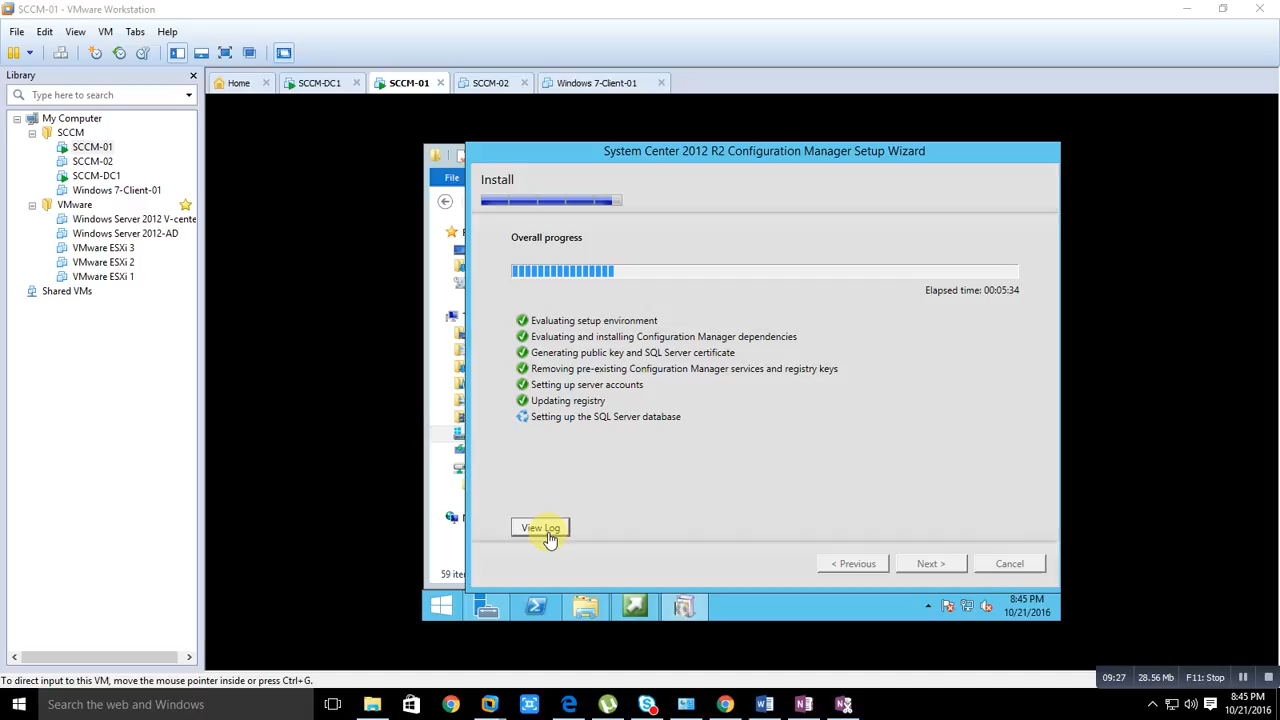 SCCM-01 - VMware Workstation
File Edit View VM Tabs Help
Library
Type here to search
My Computer
SCCM
SCCM-01
SCCM-02
SCCM-DC1
Windows 7-Client-01
VMware
Windows Server 2012 V-cente
Windows Server 2012-AD
VMware ESXi 3
VMware ESXi 2
VMware ESXi 1
Shared VMs
Home SCCM-DC1 SCCM-01 SCCM-02 Windows 7-Client-01
File
59 iter
System Center 2012 R2 Configuration Manager Setup Wizard
Install
Overall progress
Elapsed time: 00:05:34
Evaluating setup environment
Evaluating and installing Configuration Manager dependencies
Generating public key and SQL Server certificate
Removing pre-existing Configuration Manager services and registry keys
Setting up server accounts
Updating registry
Setting up the SQL Server database
View Log
< Previous Next > Cancel
8:45 PM
10/21/2016
To direct input to this VM, move the mouse pointer inside or press Ctrl+G.
09:27 28.56 Mb F11: Stop
Search the web and Windows
8:45 PM
10/21/2016